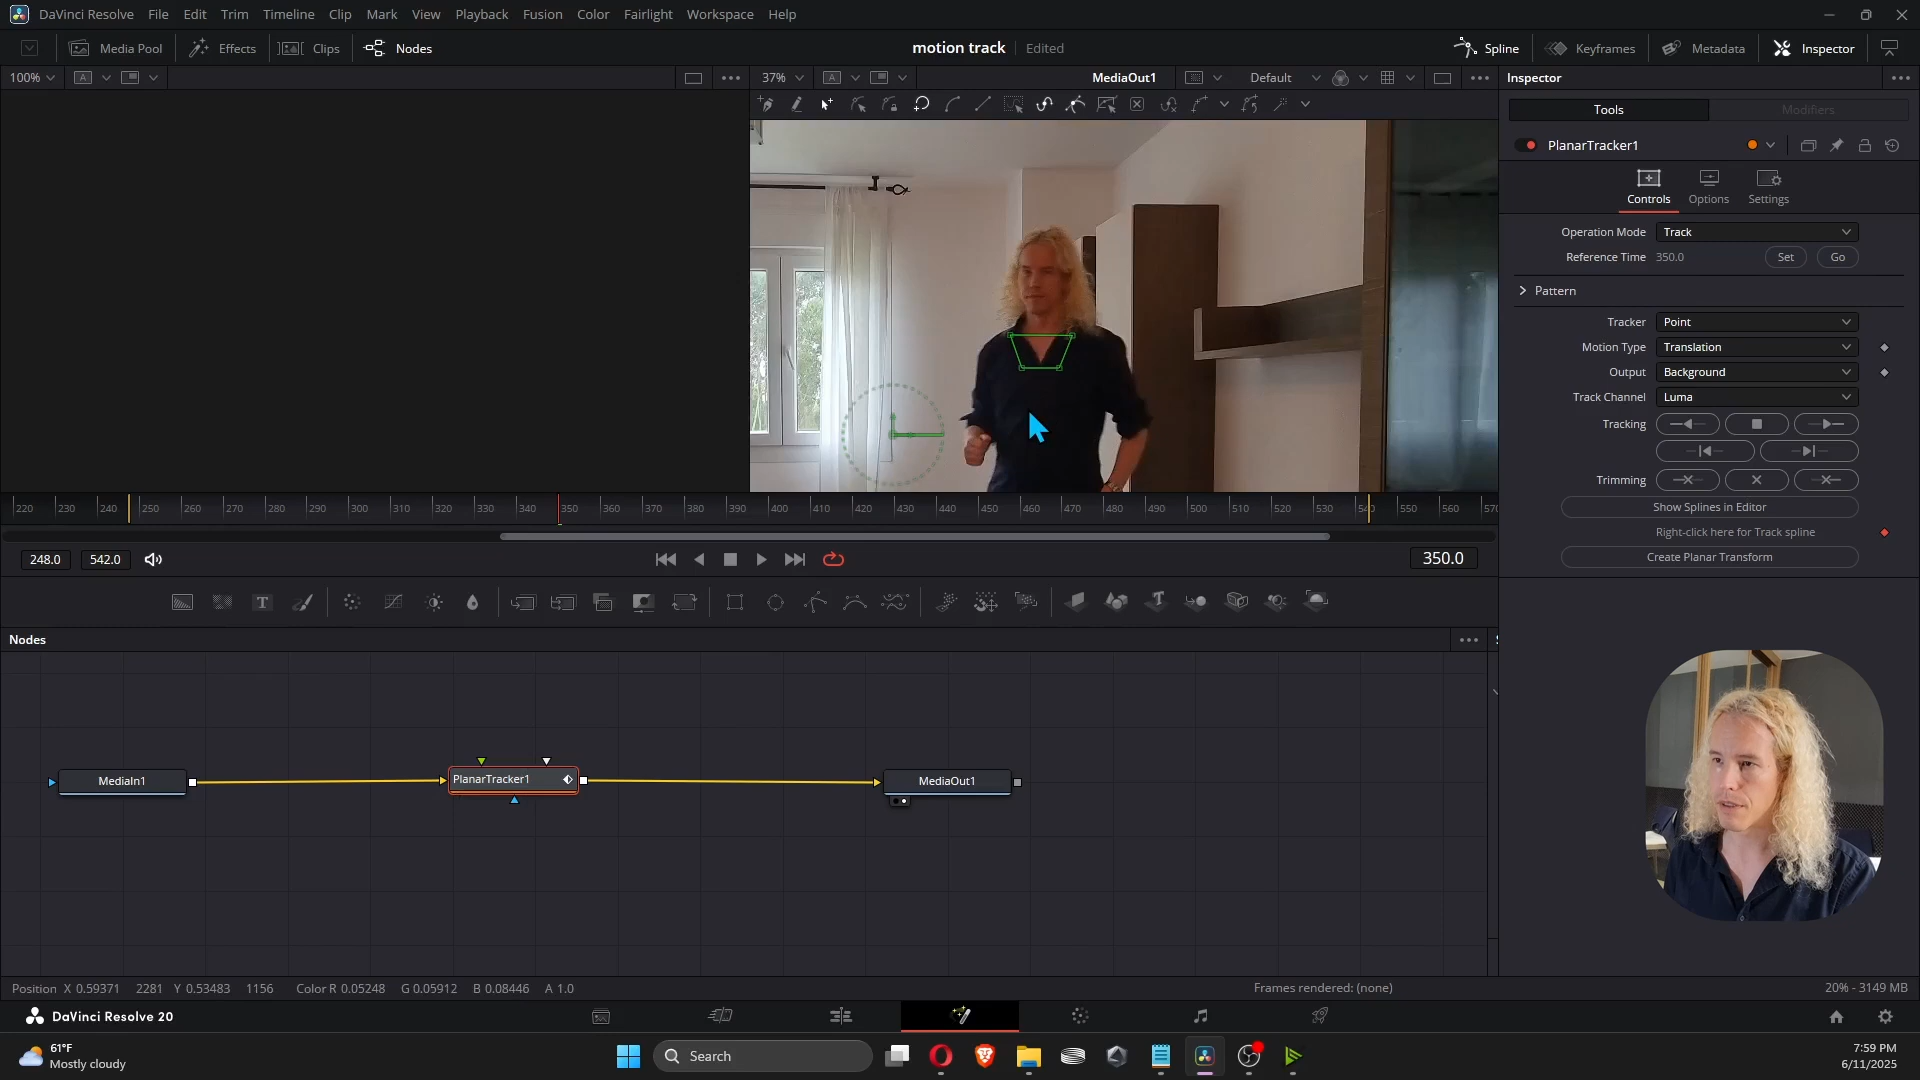 DaVinci Resolve File Edit Trim Timeline Clip Mark View Playback Fusion Color Fairlight Workspace Help
Media Pool Effects Clips Nodes motion track Edited Spline Keyframes Metadata Inspector
100% A 37% A MediaOut1 Default Inspector
Tools Modifiers
PlanarTracker1
Controls Options Settings
Operation Mode Track
Reference Time 350.0 Set Go
Pattern
Tracker Point
Motion Type Translation
Output Background
Track Channel Luma
Tracking
Trimming
Show Splines in Editor
Right-click here for Track spline
Create Planar Transform
220 230 240 250 260 270 280 290 300 310 320 330 340 350 360 370 380 390 400 410 420 430 440 450 460 470 480 490 500 510 520 530 540 550 560 570
248.0 542.0 350.0
T
Nodes
MediaIn1 PlanarTracker1 MediaOut1
Position X 0.59371 2281 Y 0.53483 1156 Color R 0.05248 G 0.05912 B 0.08446 A 1.0 Frames rendered: (none) 20% - 3149 MB
DaVinci Resolve 20
61°F
Mostly cloudy
Search
7:59 PM
6/11/2025